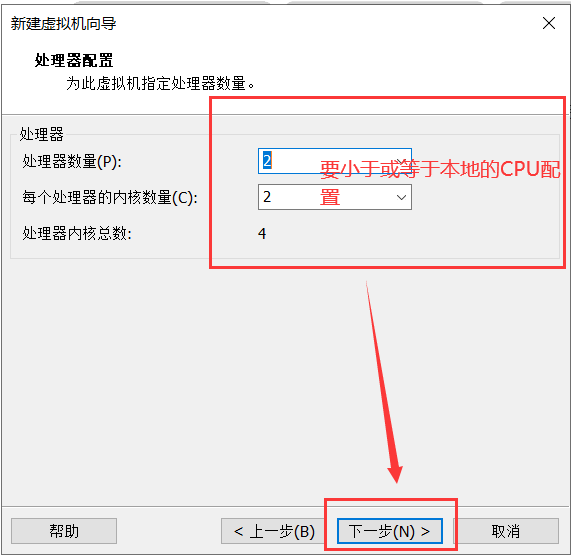 新建虚拟机向导
处理器配置
为此虚拟机指定处理器数量。
处理器
处理器数量(P):
2
要小于或等于本地的CPU配
置
每个处理器的内核数量(C):
2
处理器内核总数:
4
帮助
< 上一步(B)
下一步(N) >
取消